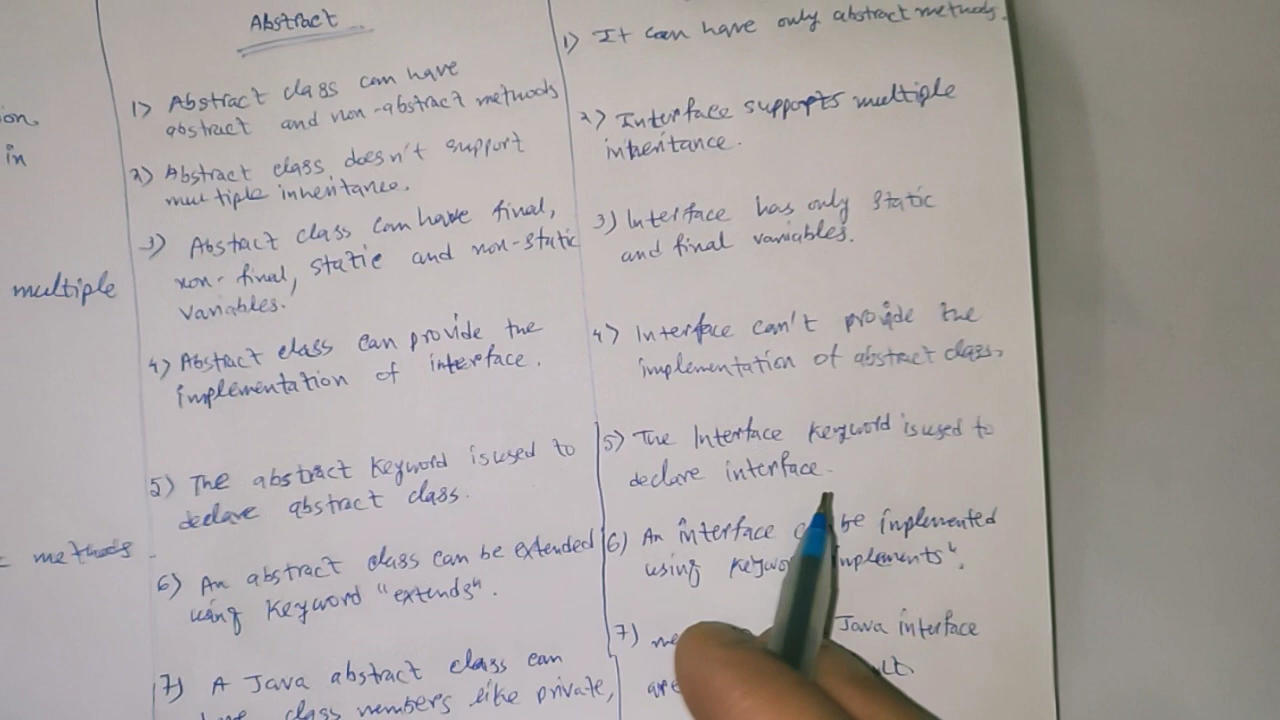 on.
in
multiple
methods
Abstract
1) Abstract class can have
abstract and non-abstract methods
2) Abstract class doesn't support
multiple inheritance.
3) Abstract class can have final,
non-final, static and non-static
variables.
4) Abstract class can provide the
implementation of interface.
5) The abstract keyword is used to
declare abstract class.
6) An abstract class can be extended
using keyword "extends".
7) A Java abstract class can
class members like private,
1) It can have only abstract methods.
2) Interface supports multiple
inheritance.
3) Interface has only static
and final variables.
4) Interface can't provide the
implementation of abstract class.
5) The Interface keyword is used to
declare interface.
6) An interface be implemented
using implements".
7) Java interface
are